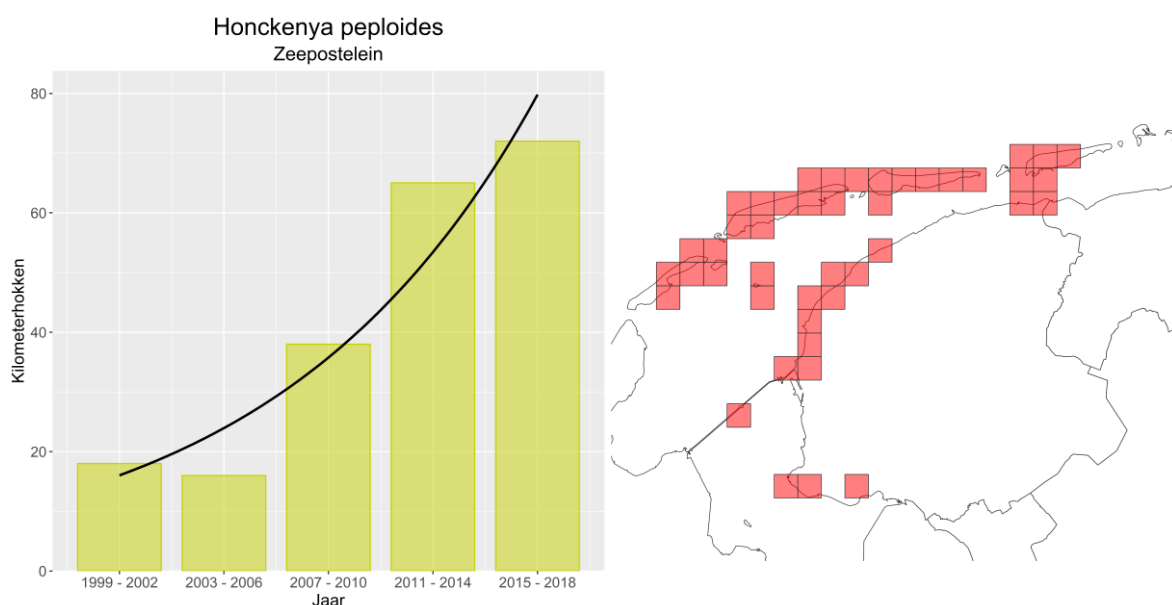 Honckenya peploides
Zeepostelein
Kilometerhokken
80
60
40
20
0
1999 - 2002 2003 - 2006 2007 - 2010 2011 - 2014 2015 - 2018
Jaar